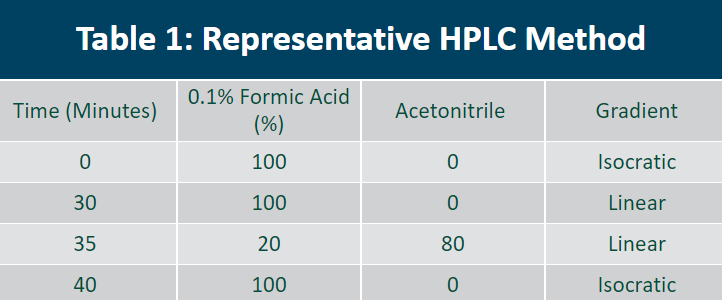 Table 1: Representative HPLC Method
Time (Minutes) 0.1% Formic Acid (%) Acetonitrile Gradient
0 100 0 Isocratic
30 100 0 Linear
35 20 80 Linear
40 100 0 Isocratic